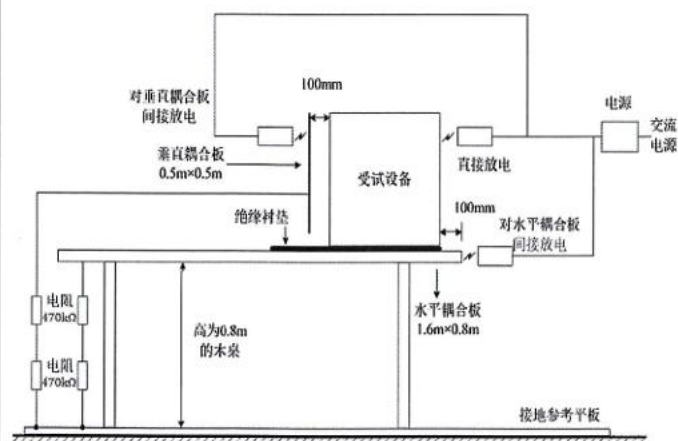 100mm
对垂直耦合板
间接放电
电源
交流
电源
垂直耦合板
0.5m×0.5m
受试设备
直接放电
100mm
绝缘衬垫
对水平耦合板
间接放电
电阻
470kΩ
水平耦合板
1.6m×0.8m
高为0.8m
的木桌
电阻
470kΩ
接地参考平板